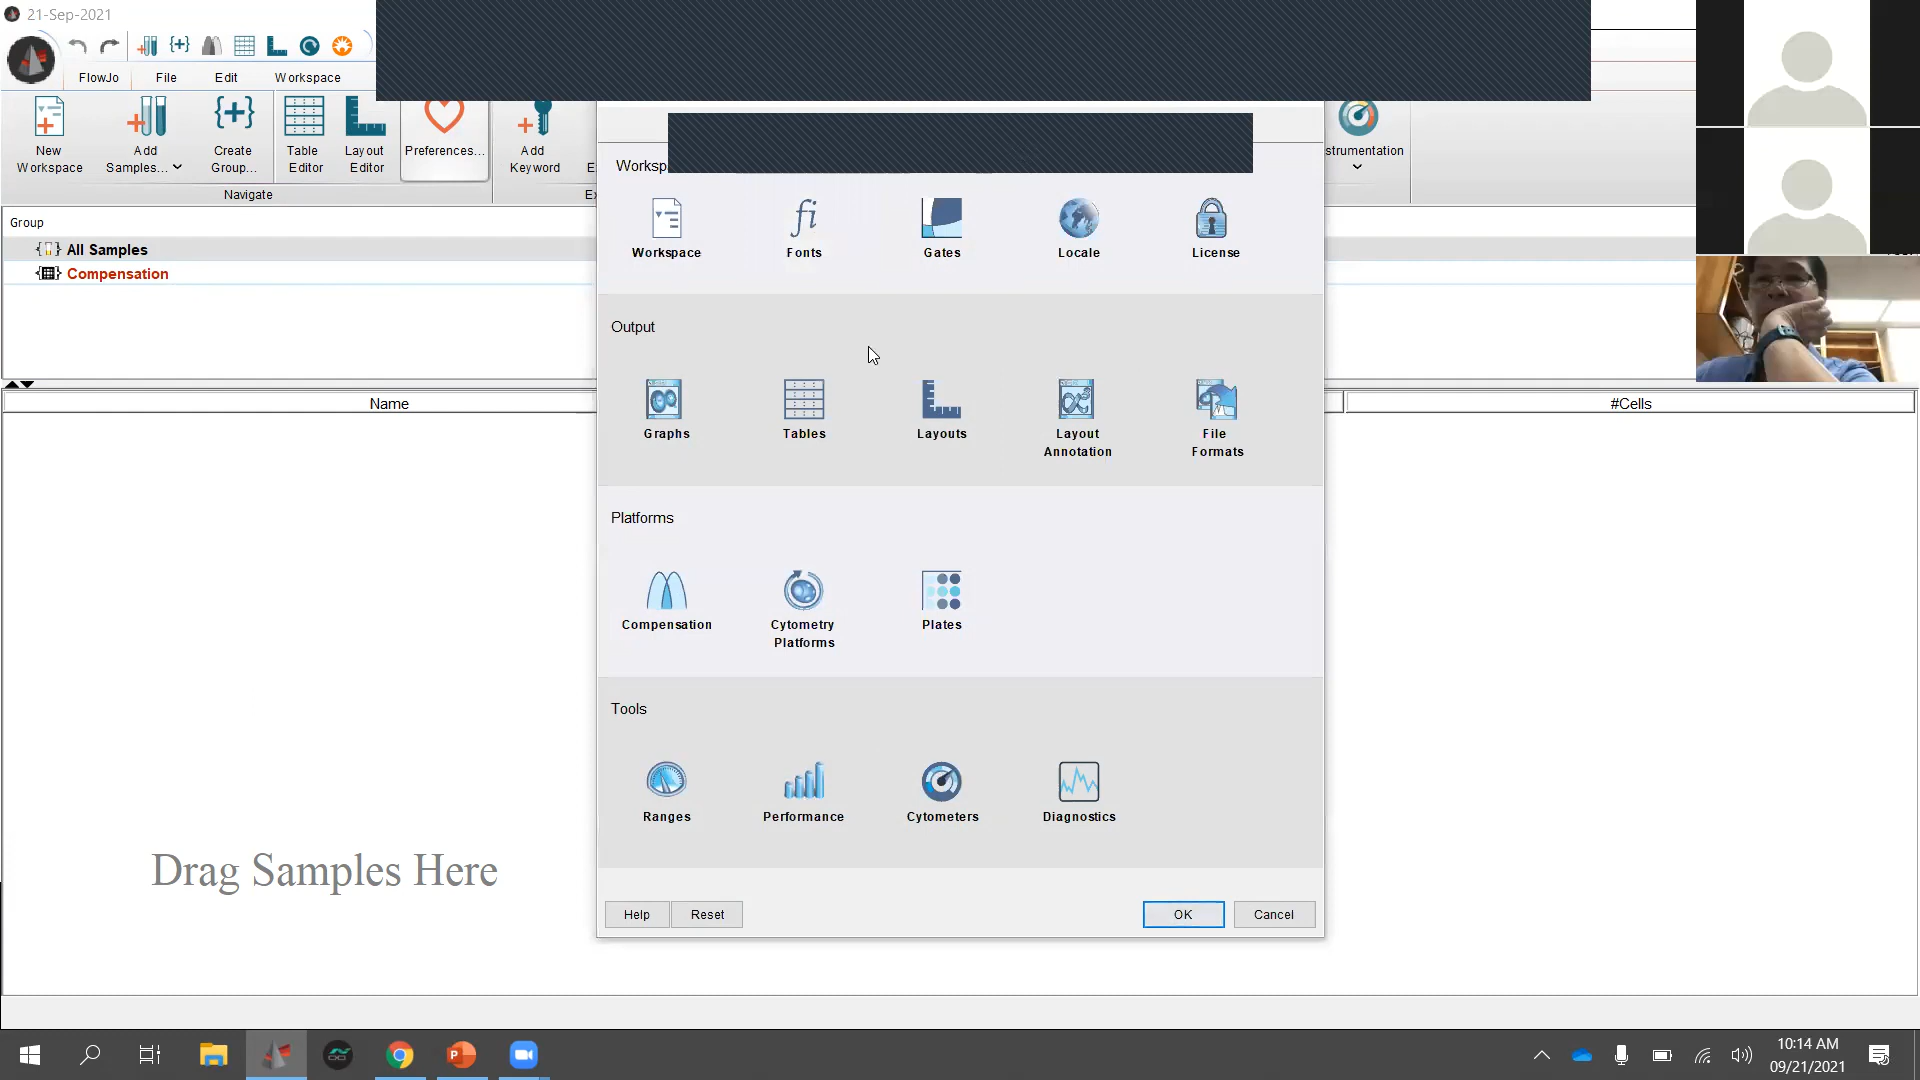 21-Sep-2021
FlowJo File Edit Workspace
New Workspace
Add Samples...
Create Group...
Table Editor
Layout Editor
Preferences...
Add Keyword
strumentation
Navigate
Group
All Samples
Compensation
Name
#Cells
Drag Samples Here
Worksp
Workspace Fonts Gates Locale License
Output
Graphs Tables Layouts Layout Annotation File Formats
Platforms
Compensation Cytometry Platforms Plates
Tools
Ranges Performance Cytometers Diagnostics
Help Reset OK Cancel
10:14 AM
09/21/2021